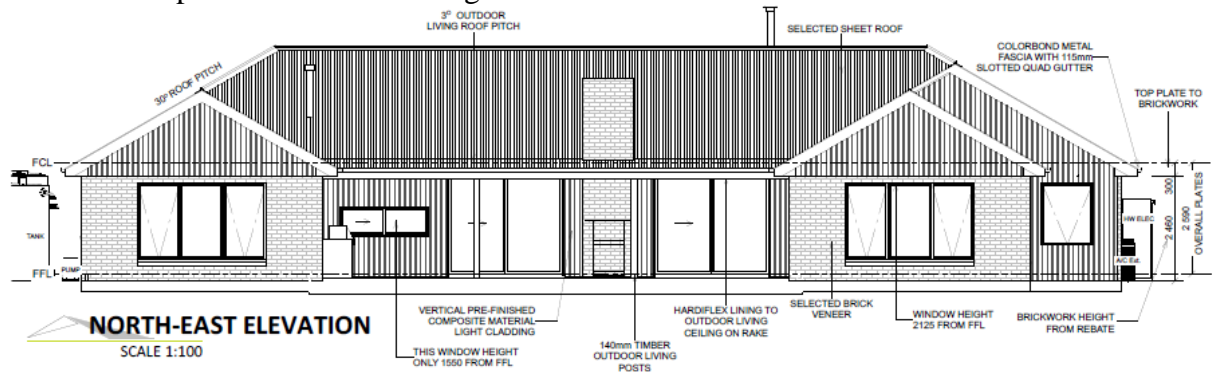 3° OUTDOOR
LIVING ROOF PITCH
SELECTED SHEET ROOF
COLORBOND METAL
FASCIA WITH 115mm
SLOTTED QUAD GUTTER
30° ROOF PITCH
TOP PLATE TO
BRICKWORK
FCL
300
2 460
2 590
OVERALL PLATES
HW ELEC
TANK
A/C Ext.
PUMP
FFL
VERTICAL PRE-FINISHED
COMPOSITE MATERIAL
LIGHT CLADDING
HARDIFLEX LINING TO
OUTDOOR LIVING
CEILING ON RAKE
SELECTED BRICK
VENEER
WINDOW HEIGHT
2125 FROM FFL
BRICKWORK HEIGHT
FROM REBATE
NORTH-EAST ELEVATION
SCALE 1:100
THIS WINDOW HEIGHT
ONLY 1550 FROM FFL
140mm TIMBER
OUTDOOR LIVING
POSTS